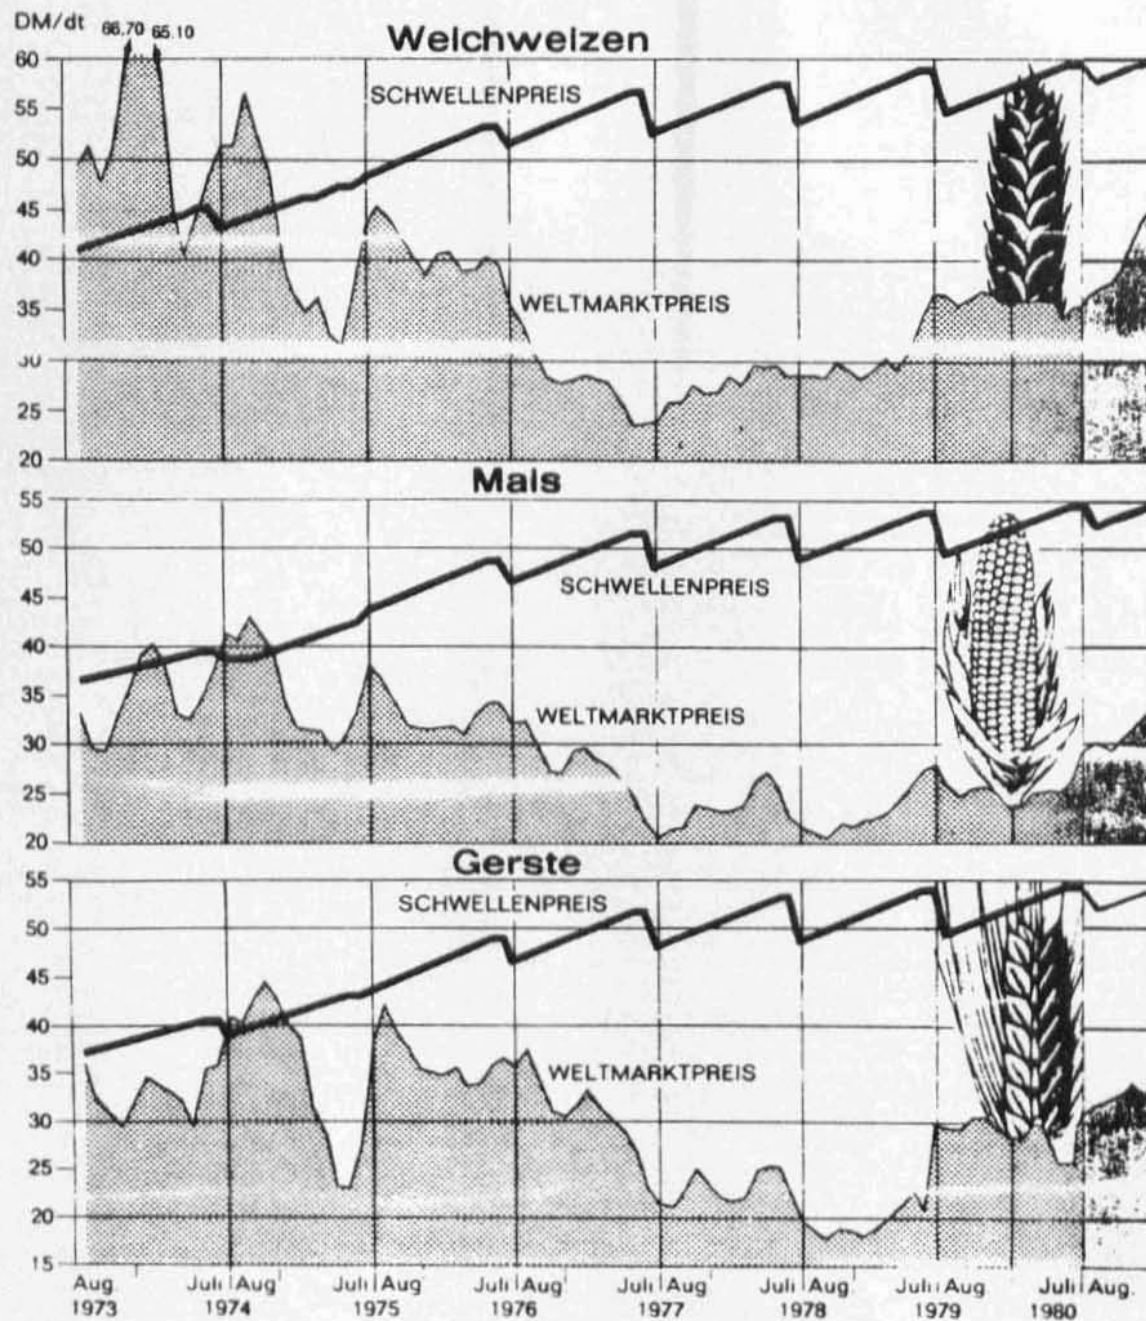 DM/dt 66.70 65.10
Weichweizen
60
SCHWELLENPREIS
55
50
45
40
WELTMARKTPREIS
35
30
25
20
Mais
55
50
SCHWELLENPREIS
45
40
35
WELTMARKTPREIS
30
25
20
Gerste
55
SCHWELLENPREIS
50
45
40
35
WELTMARKTPREIS
30
25
20
15
Aug. Juli Aug Juli Aug Juli Aug Juli Aug Juli Aug Juli Aug Juli Aug.
1973 1974 1975 1976 1977 1978 1979 1980